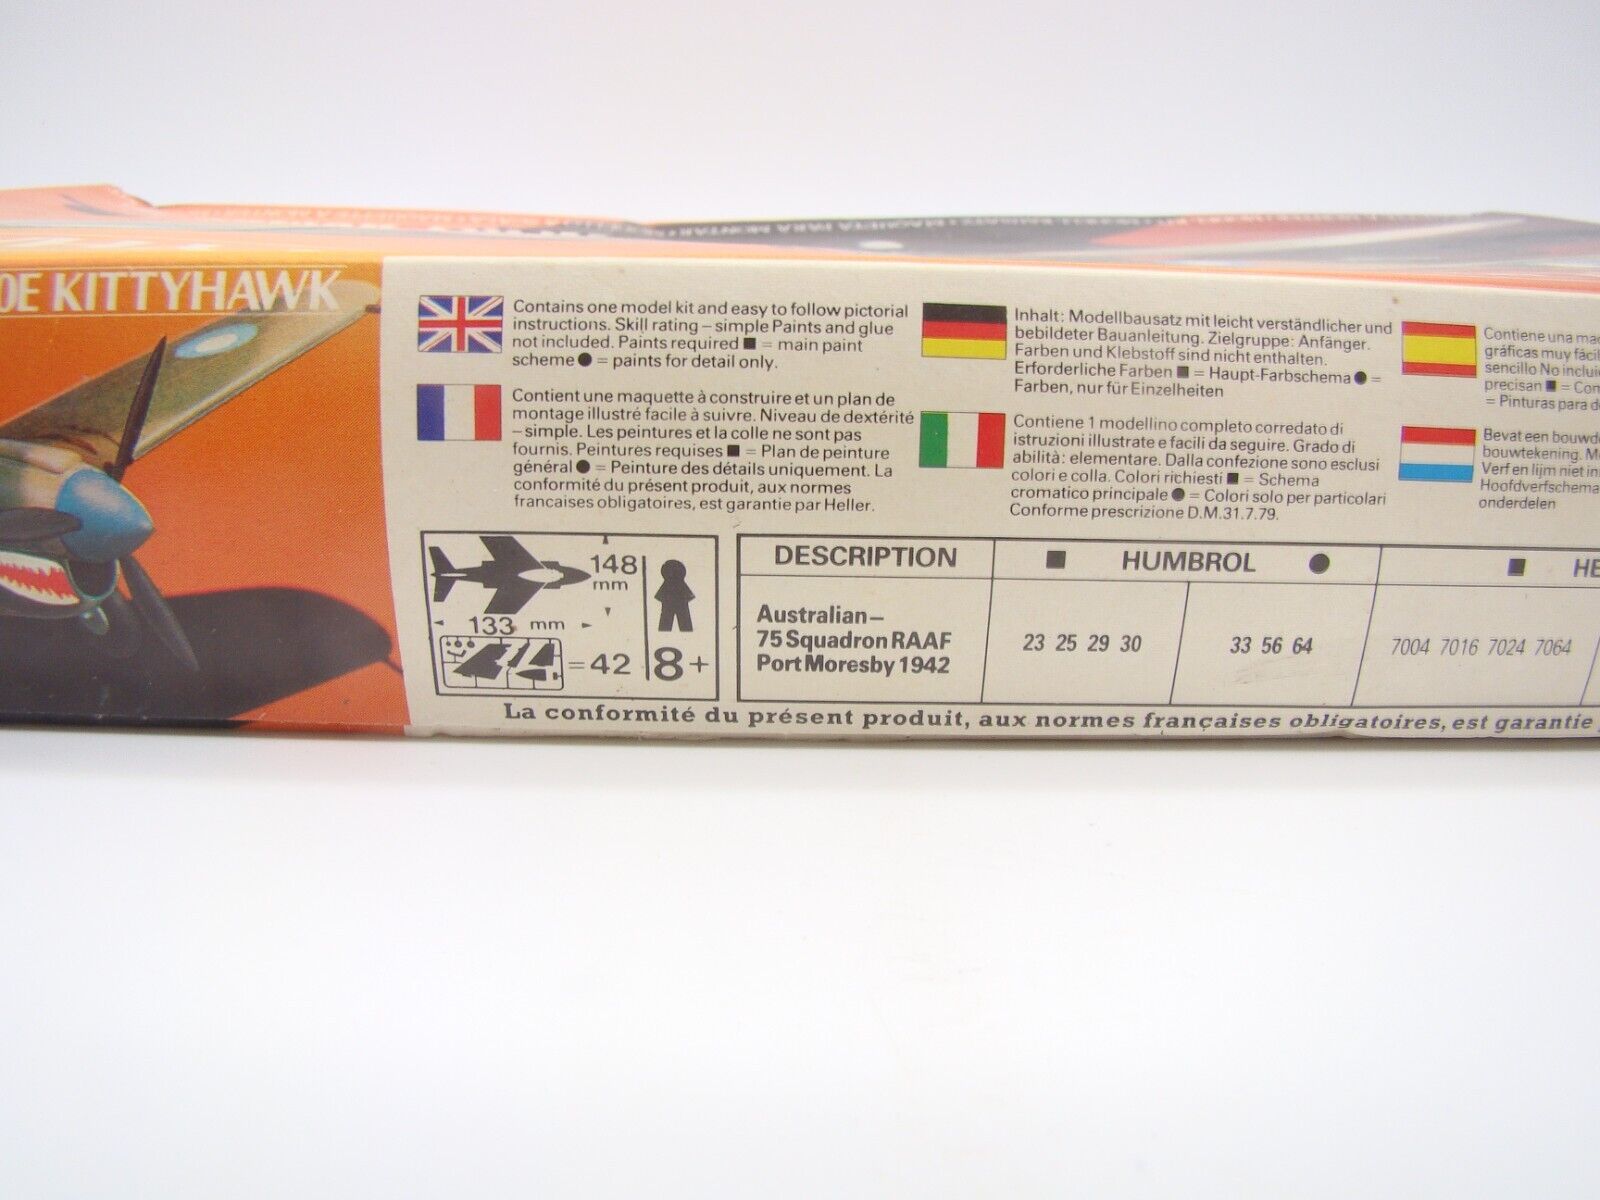 OE KITTYHAWK
Contains one model kit and easy to follow pictorial
instructions. Skill rating – simple Paints and glue
not included. Paints required ■ = main paint
scheme ● = paints for detail only.
Contient une maquette à construire et un plan de
montage illustré facile à suivre. Niveau de dextérité
– simple. Les peintures et la colle ne sont pas
fournis. Peintures requises ■ = Plan de peinture
général ● = Peinture des détails uniquement. La
conformité du présent produit, aux normes
francaises obligatoires, est garantie par Heller.
Inhalt: Modellbausatz mit leicht verständlicher und
bebildeter Bauanleitung. Zielgruppe: Anfänger.
Farben und Klebstoff sind nicht enthalten.
Erforderliche Farben ■ = Haupt-Farbschema ● =
Farben, nur für Einzelheiten
Contiene 1 modellino completo corredato di
istruzioni illustrate e facili da seguire. Grado di
abilità: elementare. Dalla confezione sono esclusi
colori e colla. Colori richiesti ■ = Schema
cromatico principale ● = Colori solo per particolari
Conforme prescrizione D.M.31.7.79.
Contiene una
gráficas muy
sencillo No
precisan ■ =
= Pinturas para
Bevat een
bouwtekening.
Verf en lijm niet
Hoofdverfschema
onderdelen
148
mm
133 mm
=42
8+
DESCRIPTION ■ HUMBROL ● ■ HE
Australian–
75 Squadron RAAF
Port Moresby 1942
23 25 29 30
33 56 64
7004 7016 7024 7064
La conformité du présent produit, aux normes françaises obligatoires, est garantie